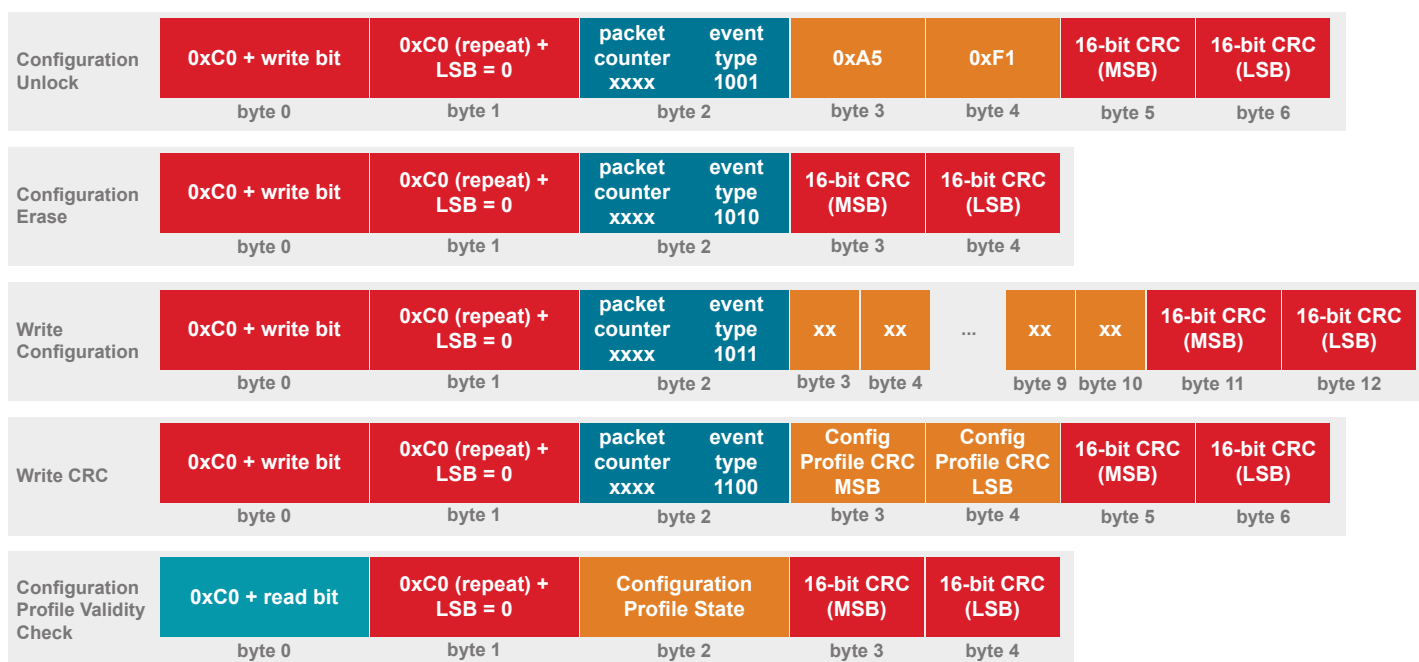 Configuration
Unlock
0xC0 + write bit
0xC0 (repeat) +
LSB = 0
packet event
counter type
xxxx 1001
0xA5
0xF1
16-bit CRC
(MSB)
16-bit CRC
(LSB)
byte 0
byte 1
byte 2
byte 3
byte 4
byte 5
byte 6
Configuration
Erase
0xC0 + write bit
0xC0 (repeat) +
LSB = 0
packet event
counter type
xxxx 1010
16-bit CRC
(MSB)
16-bit CRC
(LSB)
byte 0
byte 1
byte 2
byte 3
byte 4
Write
Configuration
0xC0 + write bit
0xC0 (repeat) +
LSB = 0
packet event
counter type
xxxx 1011
xx
xx
...
xx
xx
16-bit CRC
(MSB)
16-bit CRC
(LSB)
byte 0
byte 1
byte 2
byte 3
byte 4
byte 9
byte 10
byte 11
byte 12
Write CRC
0xC0 + write bit
0xC0 (repeat) +
LSB = 0
packet event
counter type
xxxx 1100
Config
Profile CRC
MSB
Config
Profile CRC
LSB
16-bit CRC
(MSB)
16-bit CRC
(LSB)
byte 0
byte 1
byte 2
byte 3
byte 4
byte 5
byte 6
Configuration
Profile Validity
Check
0xC0 + read bit
0xC0 (repeat) +
LSB = 0
Configuration
Profile State
16-bit CRC
(MSB)
16-bit CRC
(LSB)
byte 0
byte 1
byte 2
byte 3
byte 4